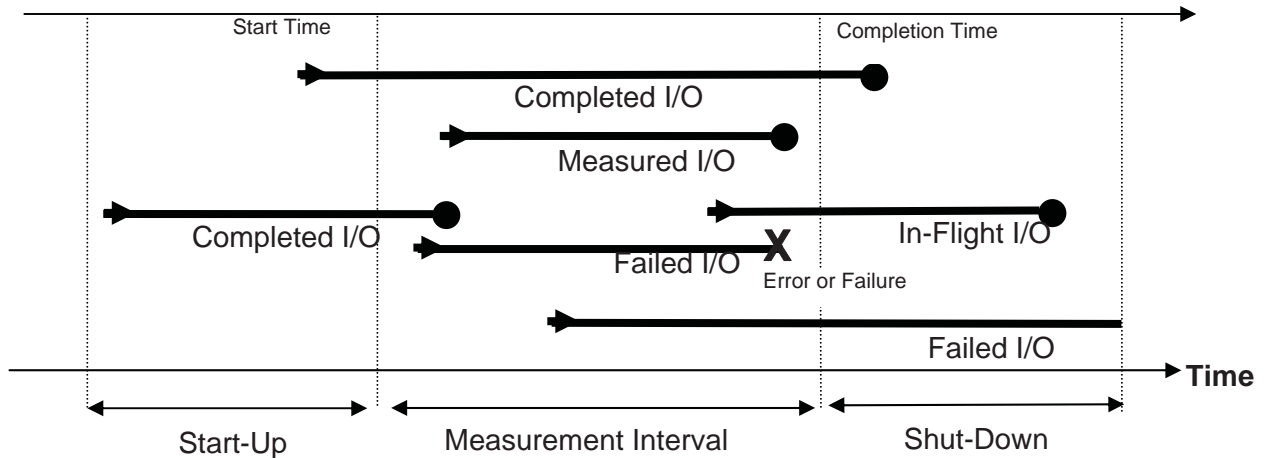 Start Time
Completion Time
Completed I/O
Measured I/O
Completed I/O
In-Flight I/O
Failed I/O
X
Error or Failure
Failed I/O
Time
Start-Up
Measurement Interval
Shut-Down